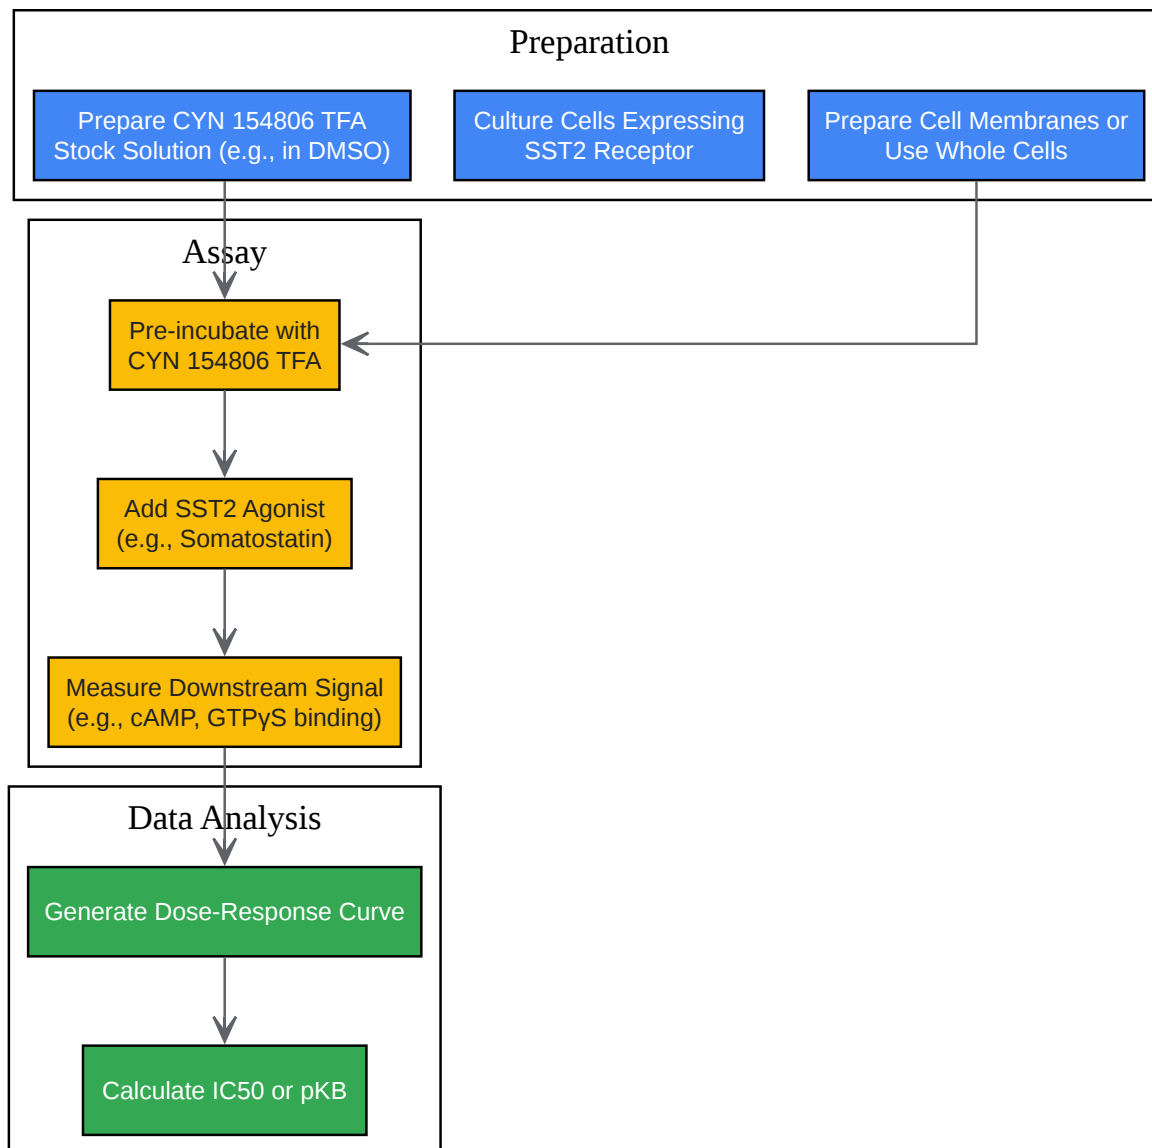 Preparation
Prepare CYN 154806 TFA
Stock Solution (e.g., in DMSO)
Culture Cells Expressing
SST2 Receptor
Prepare Cell Membranes or
Use Whole Cells
Assay
Pre-incubate with
CYN 154806 TFA
Add SST2 Agonist
(e.g., Somatostatin)
Measure Downstream Signal
(e.g., cAMP, GTPγS binding)
Data Analysis
Generate Dose-Response Curve
Calculate IC50 or pKB